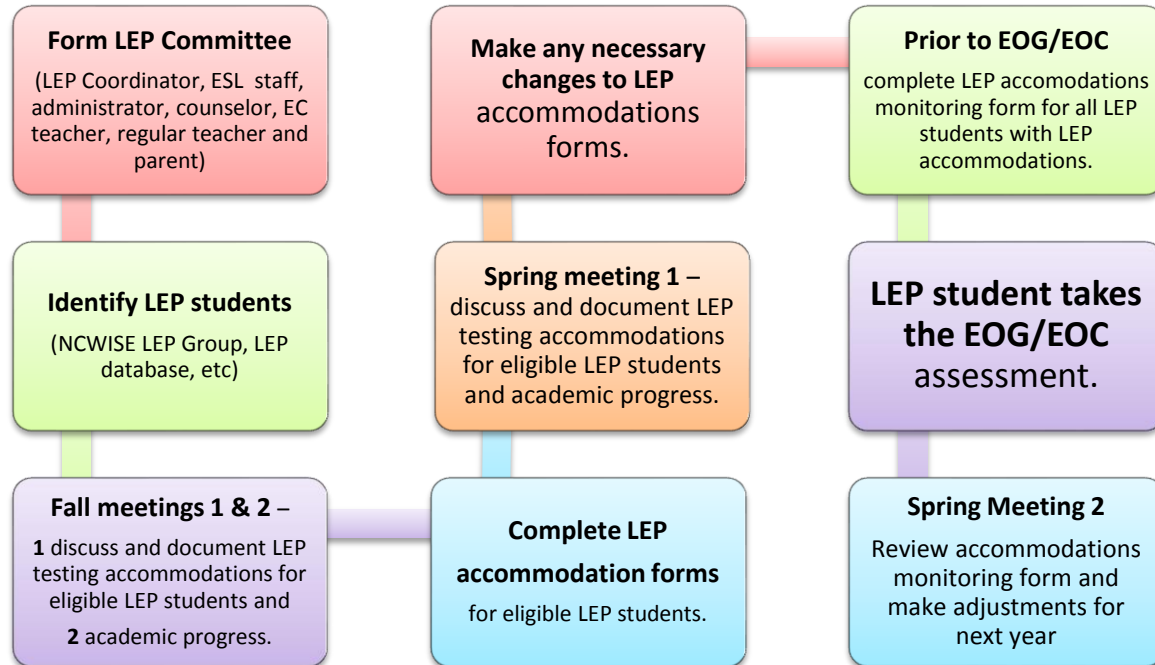 Form LEP Committee
(LEP Coordinator, ESL staff,
administrator, counselor, EC
teacher, regular teacher and
parent)
Identify LEP students
(NCWISE LEP Group, LEP
database, etc)
Fall meetings 1 & 2 –
1 discuss and document LEP
testing accommodations for
eligible LEP students and
2 academic progress.
Complete LEP
accommodation forms
for eligible LEP students.
Spring meeting 1 –
discuss and document LEP
testing accommodations
for eligible LEP students
and academic progress.
Make any necessary
changes to LEP
accommodations
forms.
Prior to EOG/EOC
complete LEP accomodations
monitoring form for all LEP
students with LEP
accommodations.
LEP student takes
the EOG/EOC
assessment.
Spring Meeting 2
Review accommodations
monitoring form and
make adjustments for
next year